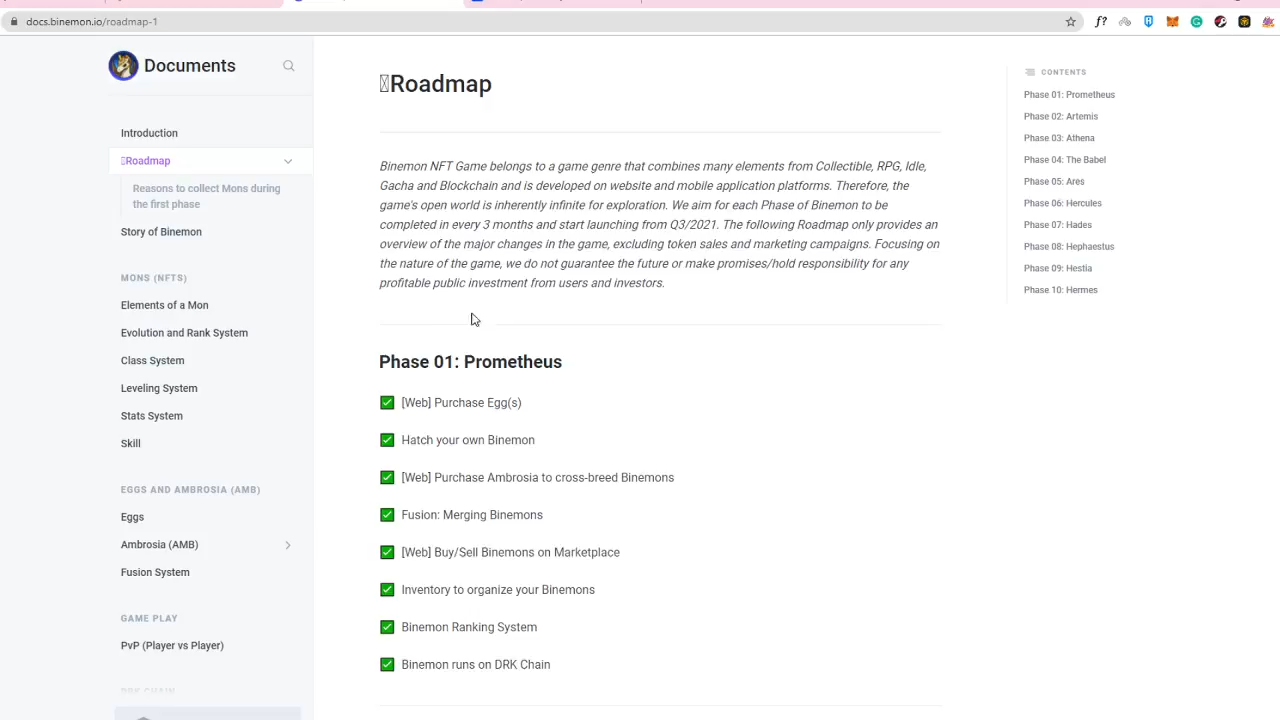 docs.binemon.io/roadmap-1
f?
Documents
Introduction
Roadmap
Reasons to collect Mons during
the first phase
Story of Binemon
MONS (NFTS)
Elements of a Mon
Evolution and Rank System
Class System
Leveling System
Stats System
Skill
EGGS AND AMBROSIA (AMB)
Eggs
Ambrosia (AMB)
Fusion System
GAME PLAY
PvP (Player vs Player)
DRK CHAIN
Roadmap
Binemon NFT Game belongs to a game genre that combines many elements from Collectible, RPG, Idle,
Gacha and Blockchain and is developed on website and mobile application platforms. Therefore, the
game's open world is inherently infinite for exploration. We aim for each Phase of Binemon to be
completed in every 3 months and start launching from Q3/2021. The following Roadmap only provides an
overview of the major changes in the game, excluding token sales and marketing campaigns. Focusing on
the nature of the game, we do not guarantee the future or make promises/hold responsibility for any
profitable public investment from users and investors.
Phase 01: Prometheus
[Web] Purchase Egg(s)
Hatch your own Binemon
[Web] Purchase Ambrosia to cross-breed Binemons
Fusion: Merging Binemons
[Web] Buy/Sell Binemons on Marketplace
Inventory to organize your Binemons
Binemon Ranking System
Binemon runs on DRK Chain
CONTENTS
Phase 01: Prometheus
Phase 02: Artemis
Phase 03: Athena
Phase 04: The Babel
Phase 05: Ares
Phase 06: Hercules
Phase 07: Hades
Phase 08: Hephaestus
Phase 09: Hestia
Phase 10: Hermes